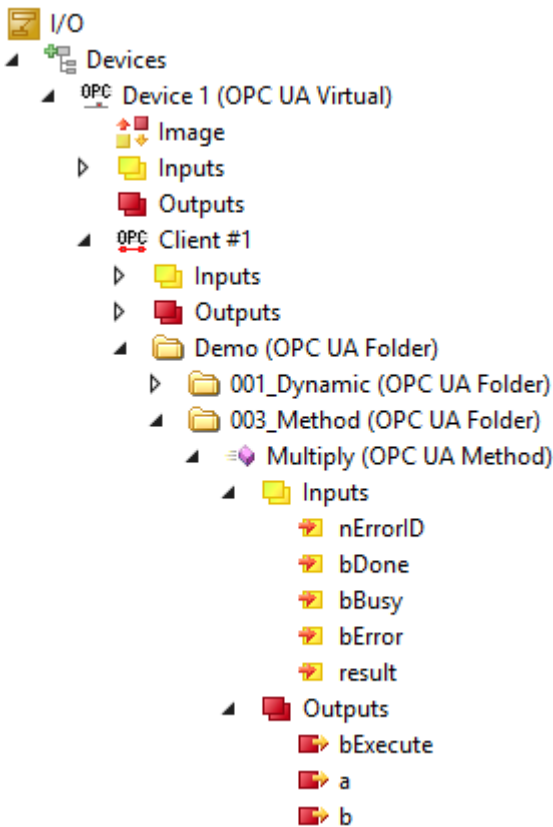 I/O
Devices
OPC Device 1 (OPC UA Virtual)
Image
Inputs
Outputs
OPC Client #1
Inputs
Outputs
Demo (OPC UA Folder)
001_Dynamic (OPC UA Folder)
003_Method (OPC UA Folder)
Multiply (OPC UA Method)
Inputs
nErrorID
bDone
bBusy
bError
result
Outputs
bExecute
a
b